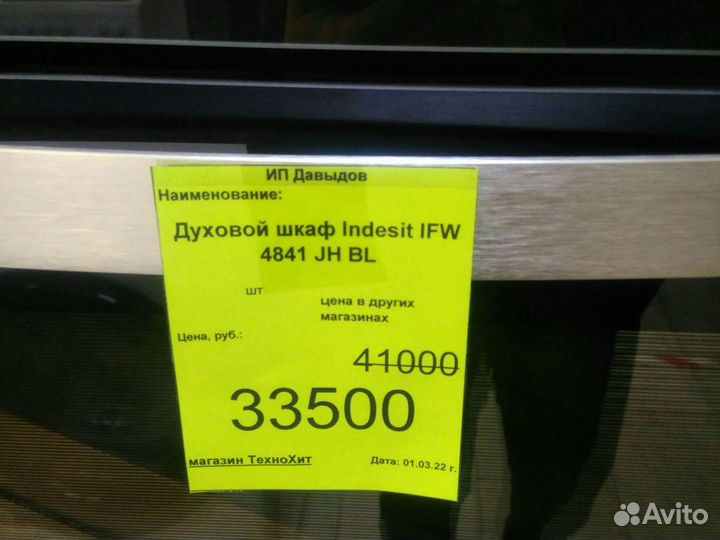 ИП Давыдов
Наименование:
Духовой шкаф Indesit IFW
4841 JH BL
шт
цена в других
магазинах
Цена, руб.:
41000
33500
магазин ТехноХит
Дата: 01.03.22 г.
Avito